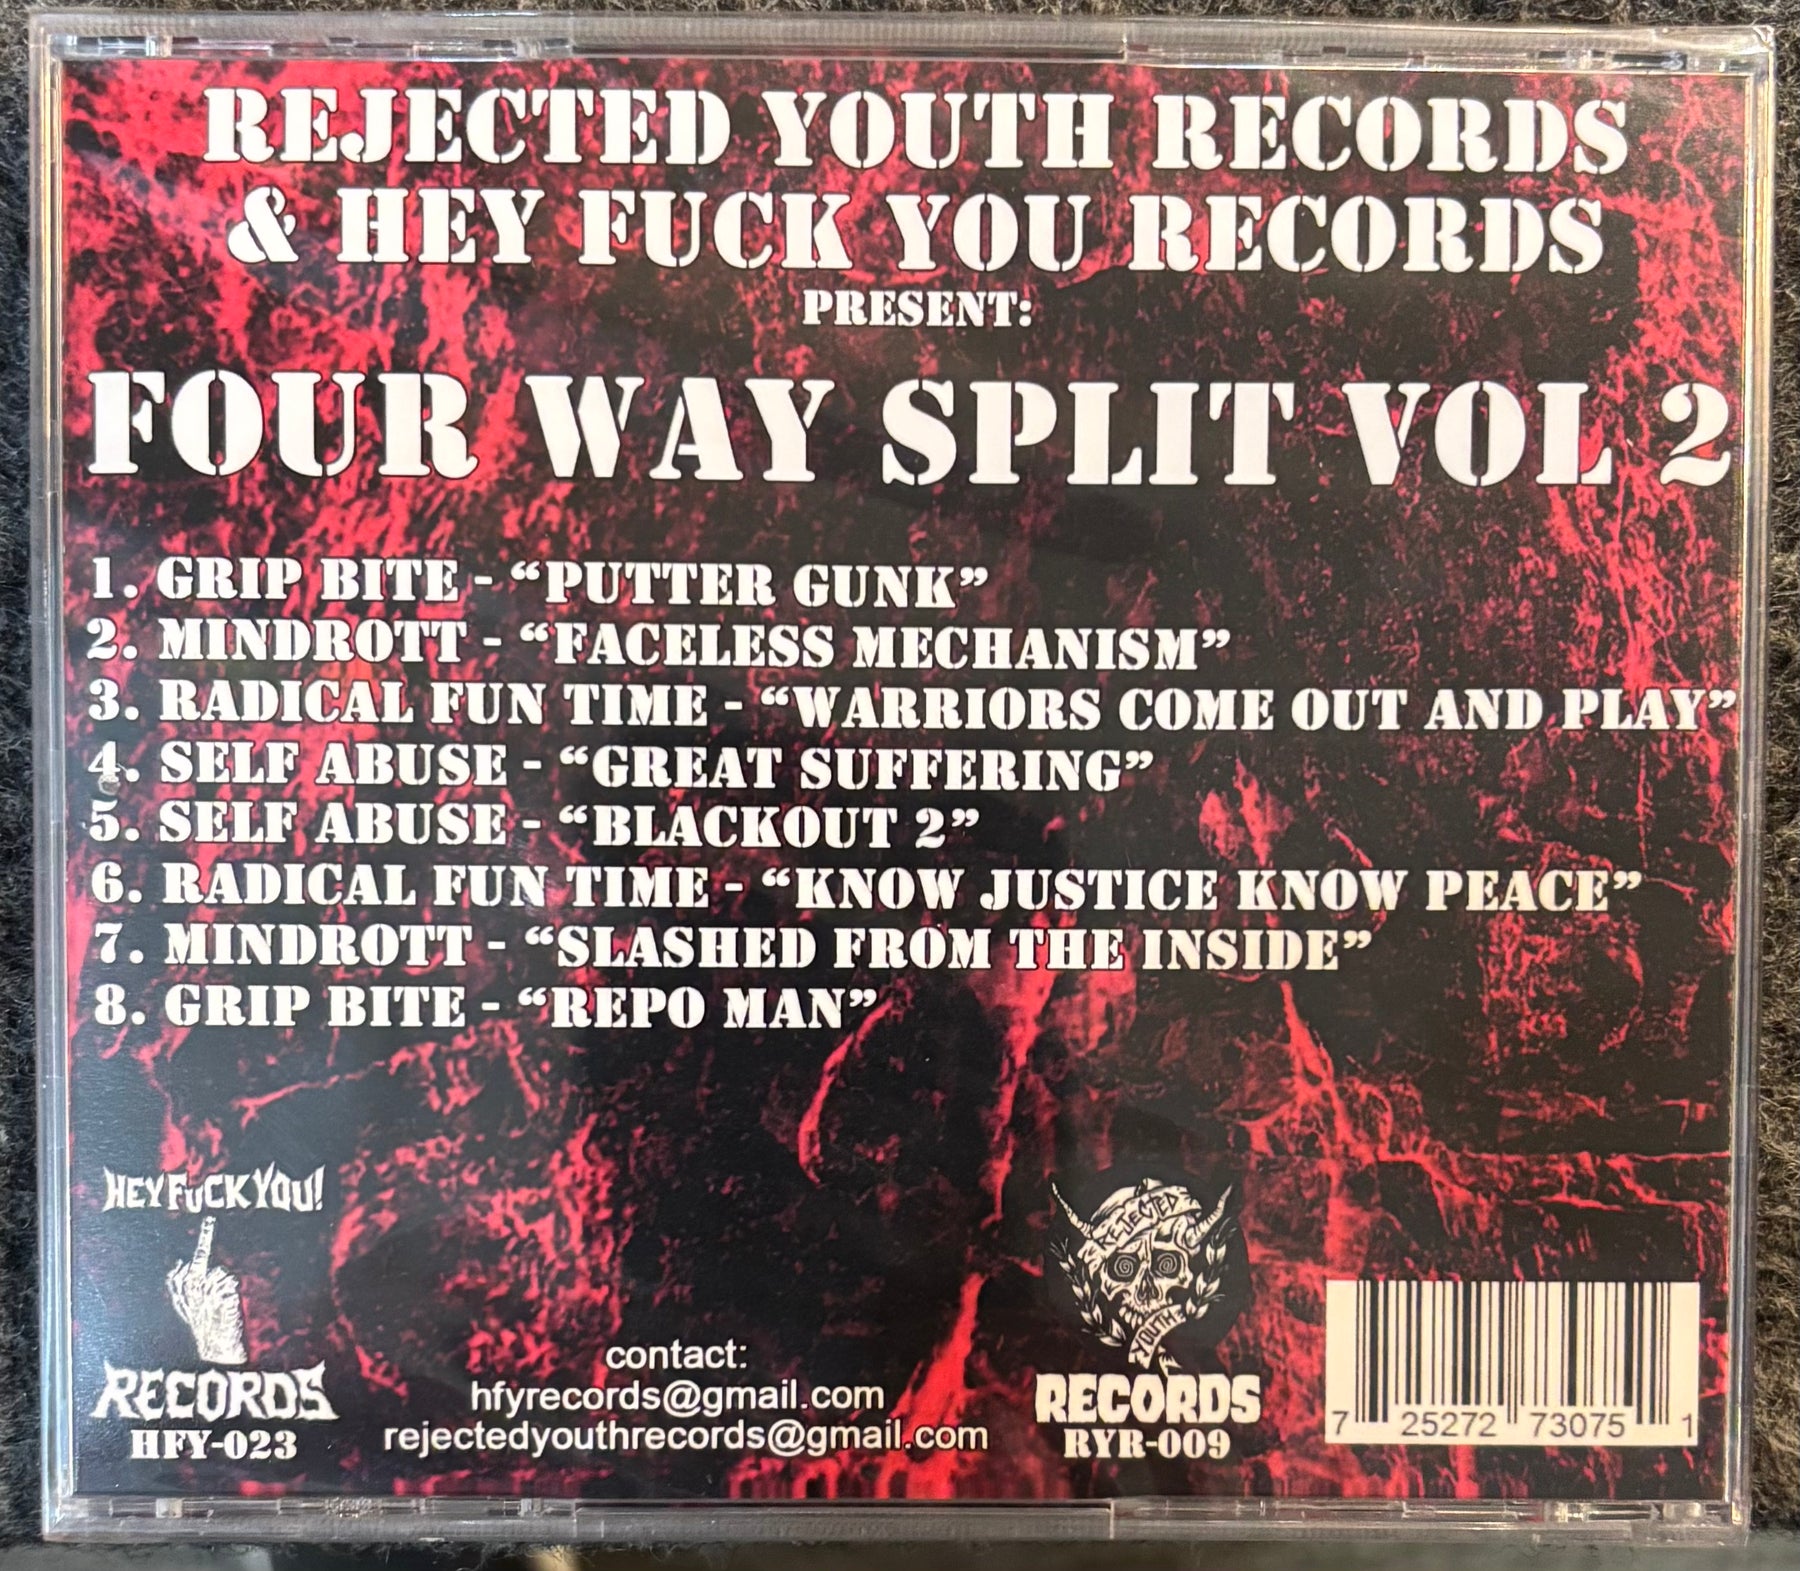 REJECTED YOUTH RECORDS
& HEY FUCK YOU RECORDS
PRESENT:
FOUR WAY SPLIT VOL 2
1. GRIP BITE - “PUTTER GUNK”
2. MINDROTT - “FACELESS MECHANISM”
3. RADICAL FUN TIME - “WARRIORS COME OUT AND PLAY”
4. SELF ABUSE - “GREAT SUFFERING”
5. SELF ABUSE - “BLACKOUT 2”
6. RADICAL FUN TIME - “KNOW JUSTICE KNOW PEACE”
7. MINDROTT - “SLASHED FROM THE INSIDE”
8. GRIP BITE - “REPO MAN”
HEY FUCK YOU!
RECORDS
HFY-023
contact:
hfyrecords@gmail.com
rejectedyouthrecords@gmail.com
REJECTED
YOUTH
RECORDS
RYR-009
7 25272 73075 1